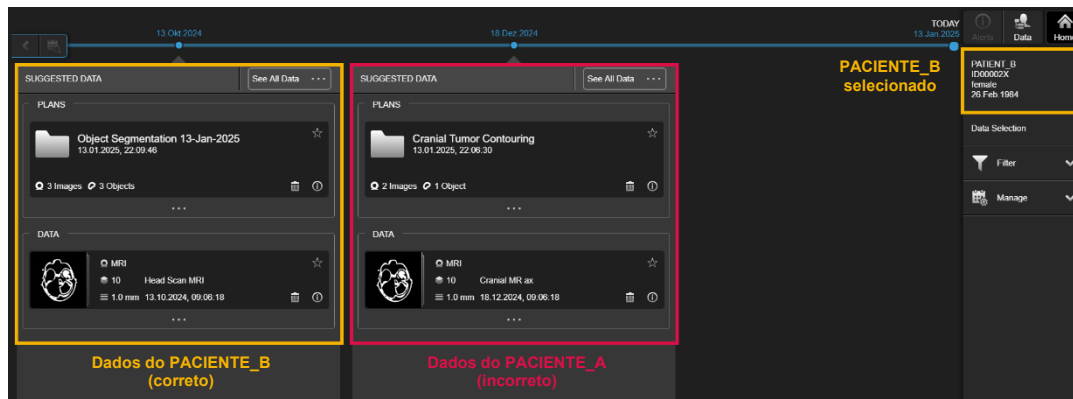 13.Okt.2024
18.Dez.2024
TODAY
13.Jan.2025
Alerts
Data
Home
SUGGESTED DATA
See All Data ...
PLANS
Object Segmentation 13-Jan-2025
13.01.2025, 22:09:46
3 Images 3 Objects
...
DATA
MRI
10 Head Scan MRI
1.0 mm 13.10.2024, 09:06:18
...
Dados do PACIENTE_B
(correto)
SUGGESTED DATA
See All Data ...
PLANS
Cranial Tumor Contouring
13.01.2025, 22:06:30
2 Images 1 Object
...
DATA
MRI
10 Cranial MR ax
1.0 mm 18.12.2024, 09:06:18
...
Dados do PACIENTE_A
(incorreto)
PACIENTE_B
selecionado
PATIENT_B
ID00002X
female
26.Feb.1984
Data Selection
Filter
Manage